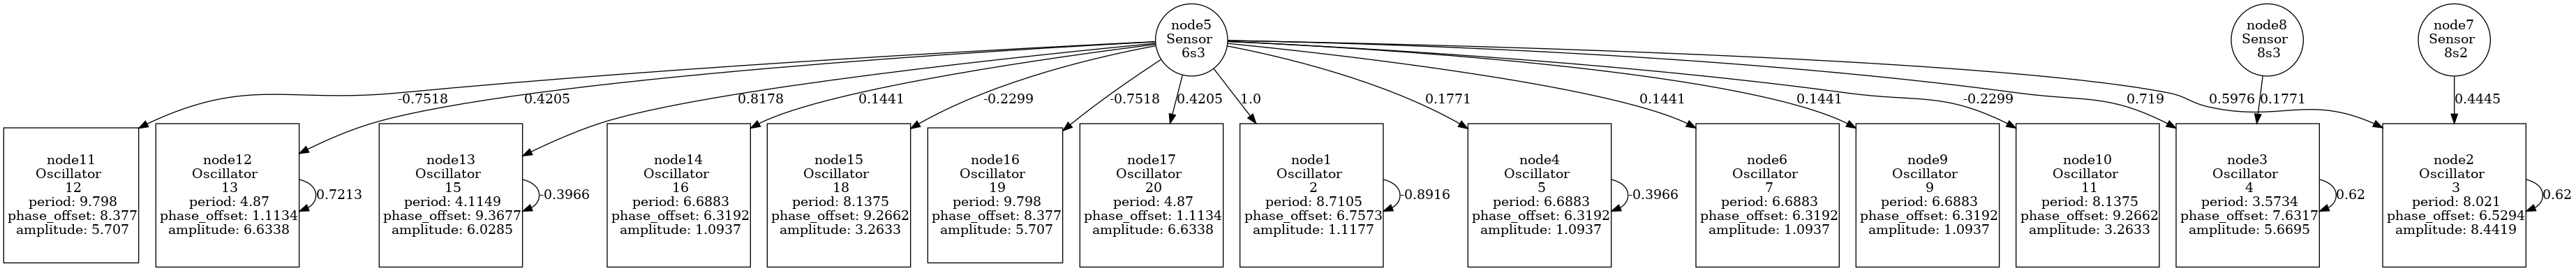 node5
Sensor
6s3
node8
Sensor
8s3
node7
Sensor
8s2
-0.7518
0.4205
0.8178
0.1441
-0.2299
-0.7518
0.4205
1.0
0.1771
0.1441
0.1441
-0.2299
0.719
0.1771
0.5976
0.4445
node11
Oscillator
12
period: 9.798
phase_offset: 8.377
amplitude: 5.707
node12
Oscillator
13
period: 4.87
phase_offset: 1.1134
amplitude: 6.6338
0.7213
node13
Oscillator
15
period: 4.1149
phase_offset: 9.3677
amplitude: 6.0285
-0.3966
node14
Oscillator
16
period: 6.6883
phase_offset: 6.3192
amplitude: 1.0937
node15
Oscillator
18
period: 8.1375
phase_offset: 9.2662
amplitude: 3.2633
node16
Oscillator
19
period: 9.798
phase_offset: 8.377
amplitude: 5.707
node17
Oscillator
20
period: 4.87
phase_offset: 1.1134
amplitude: 6.6338
node1
Oscillator
2
period: 8.7105
phase_offset: 6.7573
amplitude: 1.1177
-0.8916
node4
Oscillator
5
period: 6.6883
phase_offset: 6.3192
amplitude: 1.0937
-0.3966
node6
Oscillator
7
period: 6.6883
phase_offset: 6.3192
amplitude: 1.0937
node9
Oscillator
9
period: 6.6883
phase_offset: 6.3192
amplitude: 1.0937
node10
Oscillator
11
period: 8.1375
phase_offset: 9.2662
amplitude: 3.2633
node3
Oscillator
4
period: 3.5734
phase_offset: 7.6317
amplitude: 5.6695
0.62
node2
Oscillator
3
period: 8.021
phase_offset: 6.5294
amplitude: 8.4419
0.62